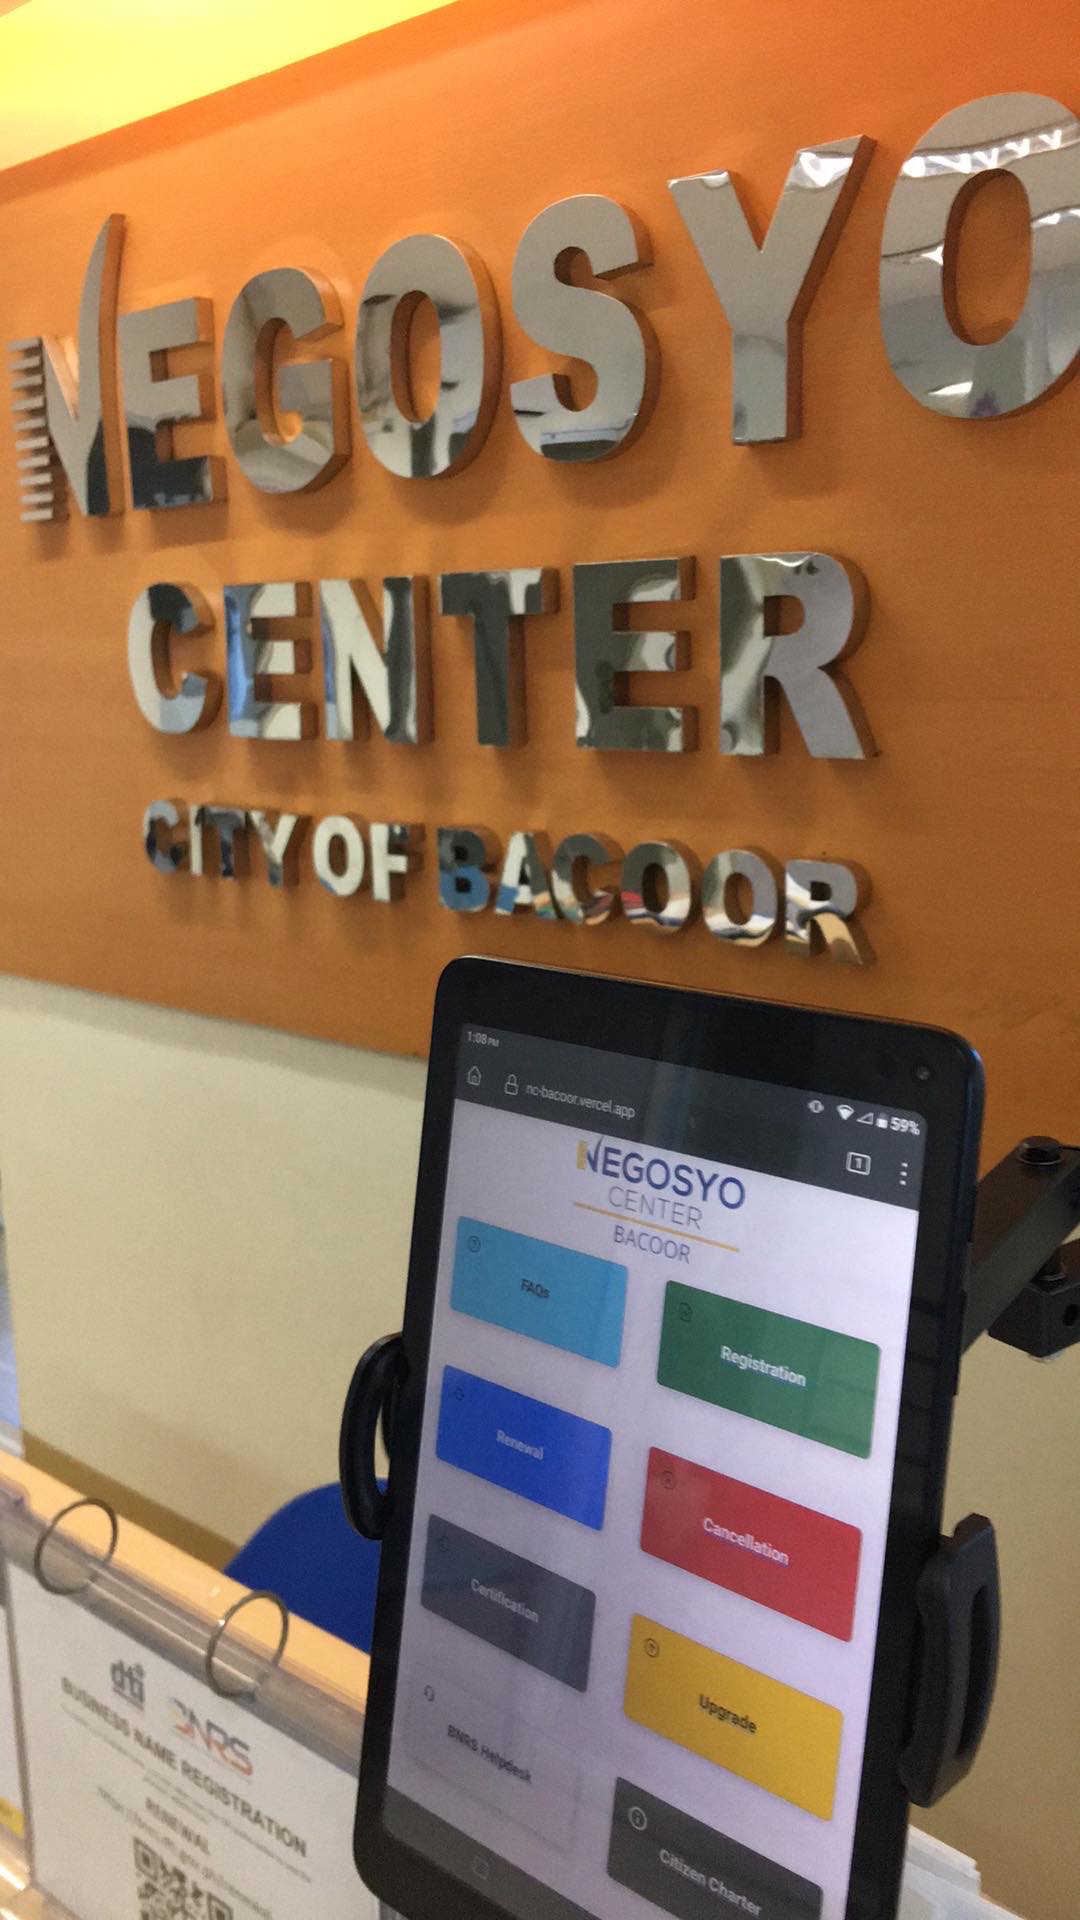 NEGOSYO
CENTER
CITY OF BACOOR
1:08 PM
59%
nc-bacoor.vercel.app
1
NEGOSYO
CENTER
BACOOR
FAQs
Registration
Renewal
Cancellation
Certification
Upgrade
BNRS Helpdesk
Citizen Charter
dti
BNRS
BUSINESS NAME REGISTRATION
RENEWAL